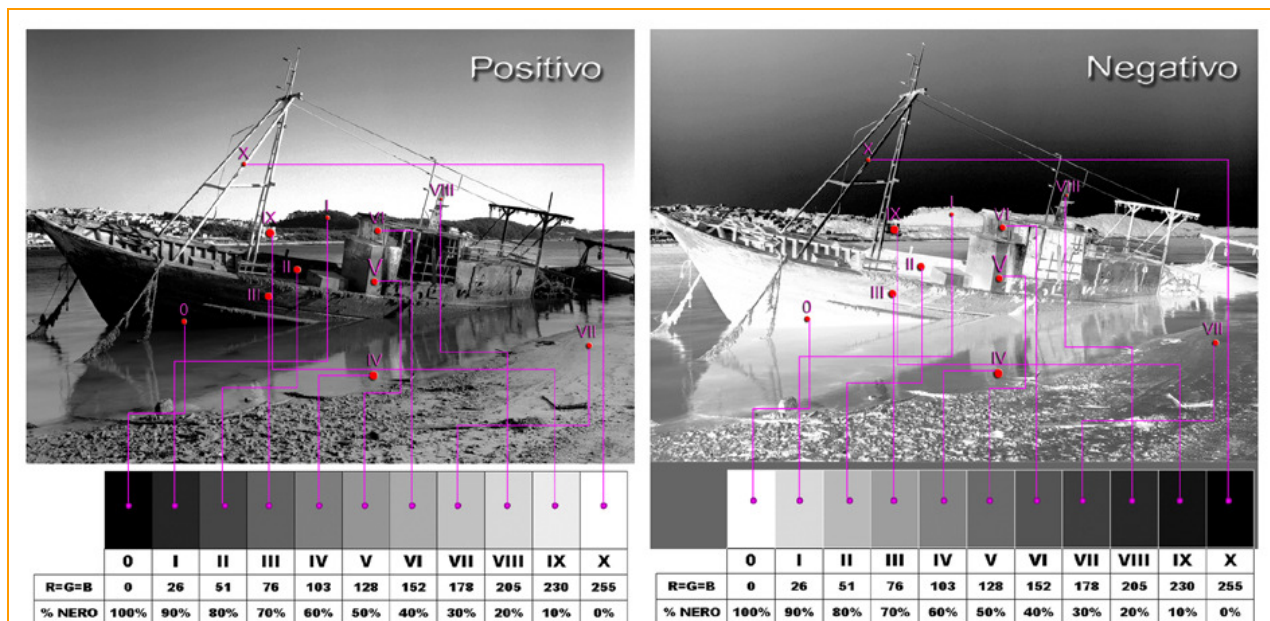 Positivo
X
I
VIII
IX
VI
II
V
III
0
VII
IV
0 I II III IV V VI VII VIII IX X
R=G=B 0 26 51 76 103 128 152 178 205 230 255
% NERO 100% 90% 80% 70% 60% 50% 40% 30% 20% 10% 0%
Negativo
X
VIII
I
IX
VI
II
V
III
0
VII
IV
0 I II III IV V VI VII VIII IX X
R=G=B 0 26 51 76 103 128 152 178 205 230 255
% NERO 100% 90% 80% 70% 60% 50% 40% 30% 20% 10% 0%